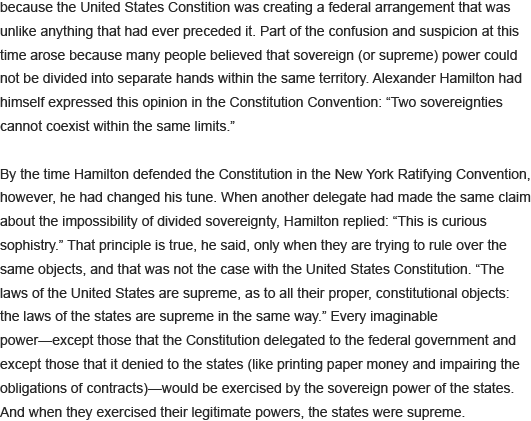 because the United States Constition was creating a federal arrangement that was
unlike anything that had ever preceded it. Part of the confusion and suspicion at this
time arose because many people believed that sovereign (or supreme) power could
not be divided into separate hands within the same territory. Alexander Hamilton had
himself expressed this opinion in the Constitution Convention: “Two sovereignties
cannot coexist within the same limits.”
By the time Hamilton defended the Constitution in the New York Ratifying Convention,
however, he had changed his tune. When another delegate had made the same claim
about the impossibility of divided sovereignty, Hamilton replied: “This is curious
sophistry.” That principle is true, he said, only when they are trying to rule over the
same objects, and that was not the case with the United States Constitution. “The
laws of the United States are supreme, as to all their proper, constitutional objects:
the laws of the states are supreme in the same way.” Every imaginable
power—except those that the Constitution delegated to the federal government and
except those that it denied to the states (like printing paper money and impairing the
obligations of contracts)—would be exercised by the sovereign power of the states.
And when they exercised their legitimate powers, the states were supreme.